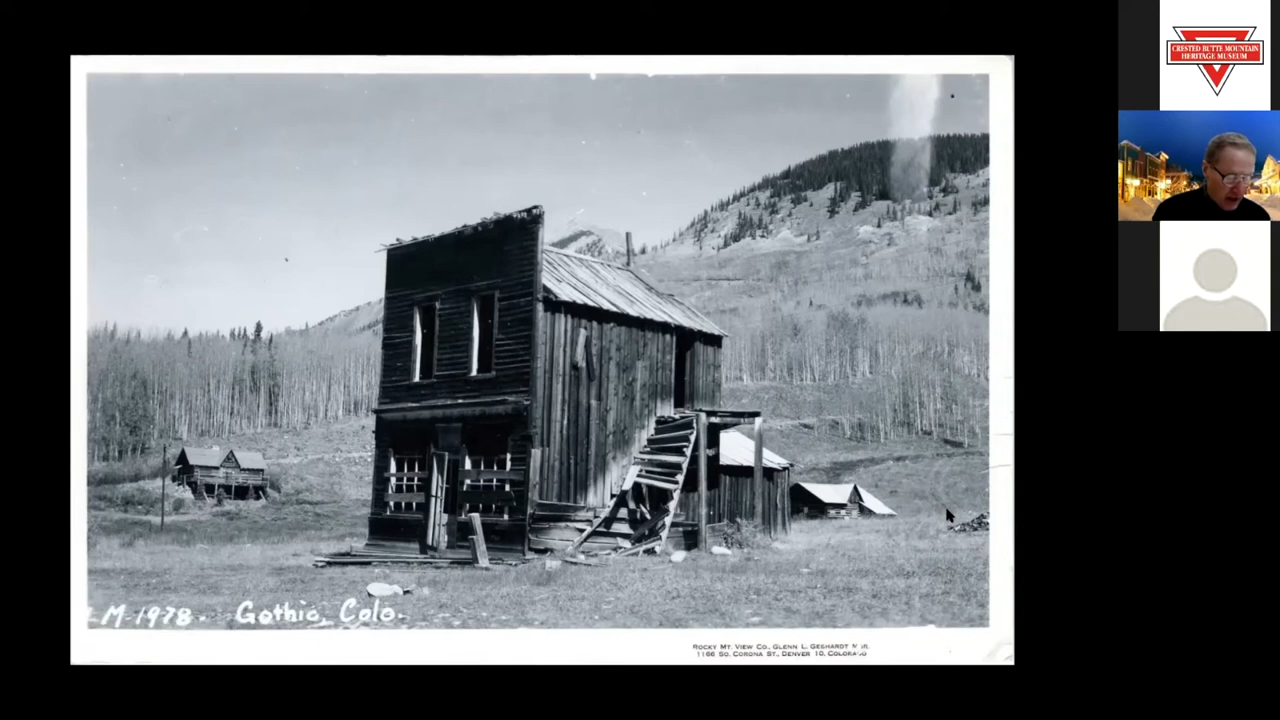 LM-1978. Gothic, Colo.
ROCKY MT. VIEW CO., GLENN L. GEBHARDT
1166 SO. CORONA ST., DENVER 10, COLORADO
CRESTED BUTTE MOUNTAIN
HERITAGE MUSEUM